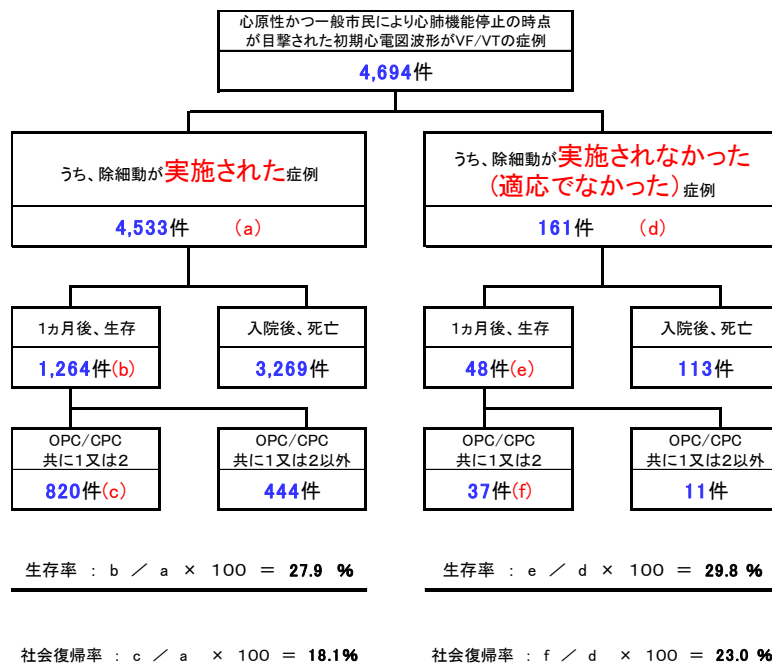 心原性かつ一般市民により心肺機能停止の時点
が目撃された初期心電図波形がVF/VTの症例
4,694件
うち、除細動が実施された症例
4,533件 (a)
うち、除細動が実施されなかった
(適応でなかった)症例
161件 (d)
1ヵ月後、生存
1,264件(b)
入院後、死亡
3,269件
1ヵ月後、生存
48件(e)
入院後、死亡
113件
OPC/CPC
共に1又は2
820件(c)
OPC/CPC
共に1又は2以外
444件
OPC/CPC
共に1又は2
37件(f)
OPC/CPC
共に1又は2以外
11件
生存率 : b / a × 100 = 27.9 %
生存率 : e / d × 100 = 29.8 %
社会復帰率 : c / a × 100 = 18.1%
社会復帰率 : f / d × 100 = 23.0 %